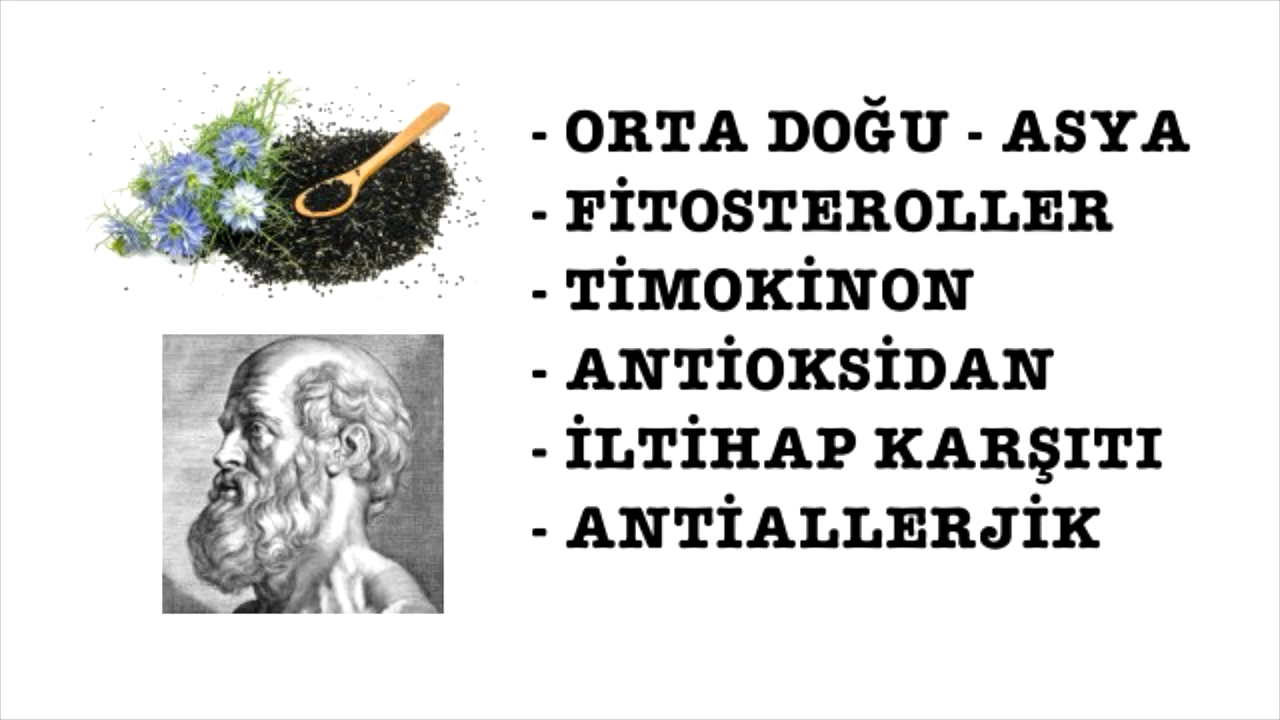 - ORTA DOĞU - ASYA
- FİTOSTEROLLER
- TİMOKİNON
- ANTİOKSİDAN
- İLTİHAP KARŞITI
- ANTİALLERJİK